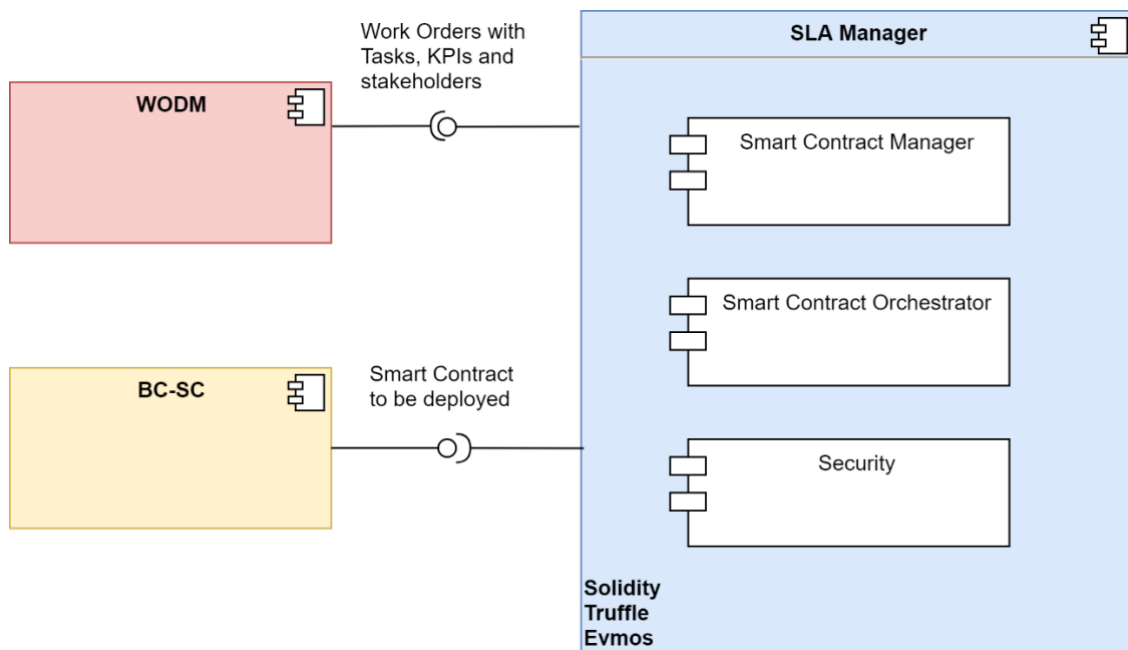 Work Orders with
Tasks, KPIs and
stakeholders
SLA Manager
WODM
Smart Contract Manager
Smart Contract Orchestrator
BC-SC
Smart Contract
to be deployed
Security
Solidity
Truffle
Evmos